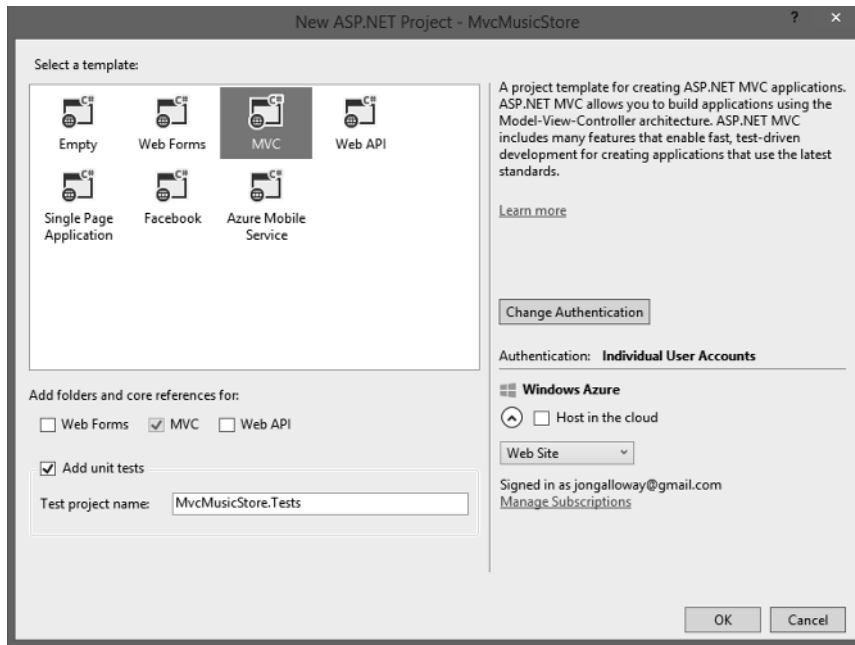 New ASP.NET Project - MvcMusicStore
? ×
Select a template:
C# C# C# C#
Empty Web Forms MVC Web API
C# C# C#
Single Page Facebook Azure Mobile
Application Service
A project template for creating ASP.NET MVC applications.
ASP.NET MVC allows you to build applications using the
Model-View-Controller architecture. ASP.NET MVC
includes many features that enable fast, test-driven
development for creating applications that use the latest
standards.
Learn more
Change Authentication
Authentication: Individual User Accounts
Add folders and core references for:
Web Forms MVC Web API
Add unit tests
Test project name: MvcMusicStore.Tests
Windows Azure
Host in the cloud
Web Site
Signed in as jongalloway@gmail.com
Manage Subscriptions
OK Cancel